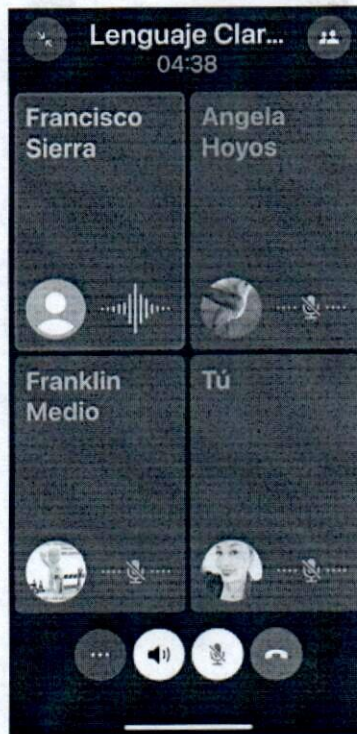 Lenguaje Clar...
04:38
Francisco
Sierra
Angela
Hoyos
Franklin
Medio
Tú